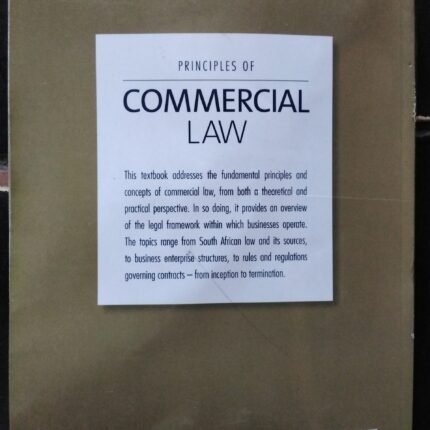 PRINCIPLES OF
COMMERCIAL
LAW
This textbook addresses the fundamental principles and
concepts of commercial law, from both a theoretical and
practical perspective. In so doing, it provides an overview
of the legal framework within which businesses operate.
The topics range from South African law and its sources,
to business enterprise structures, to rules and regulations
governing contracts – from inception to termination.